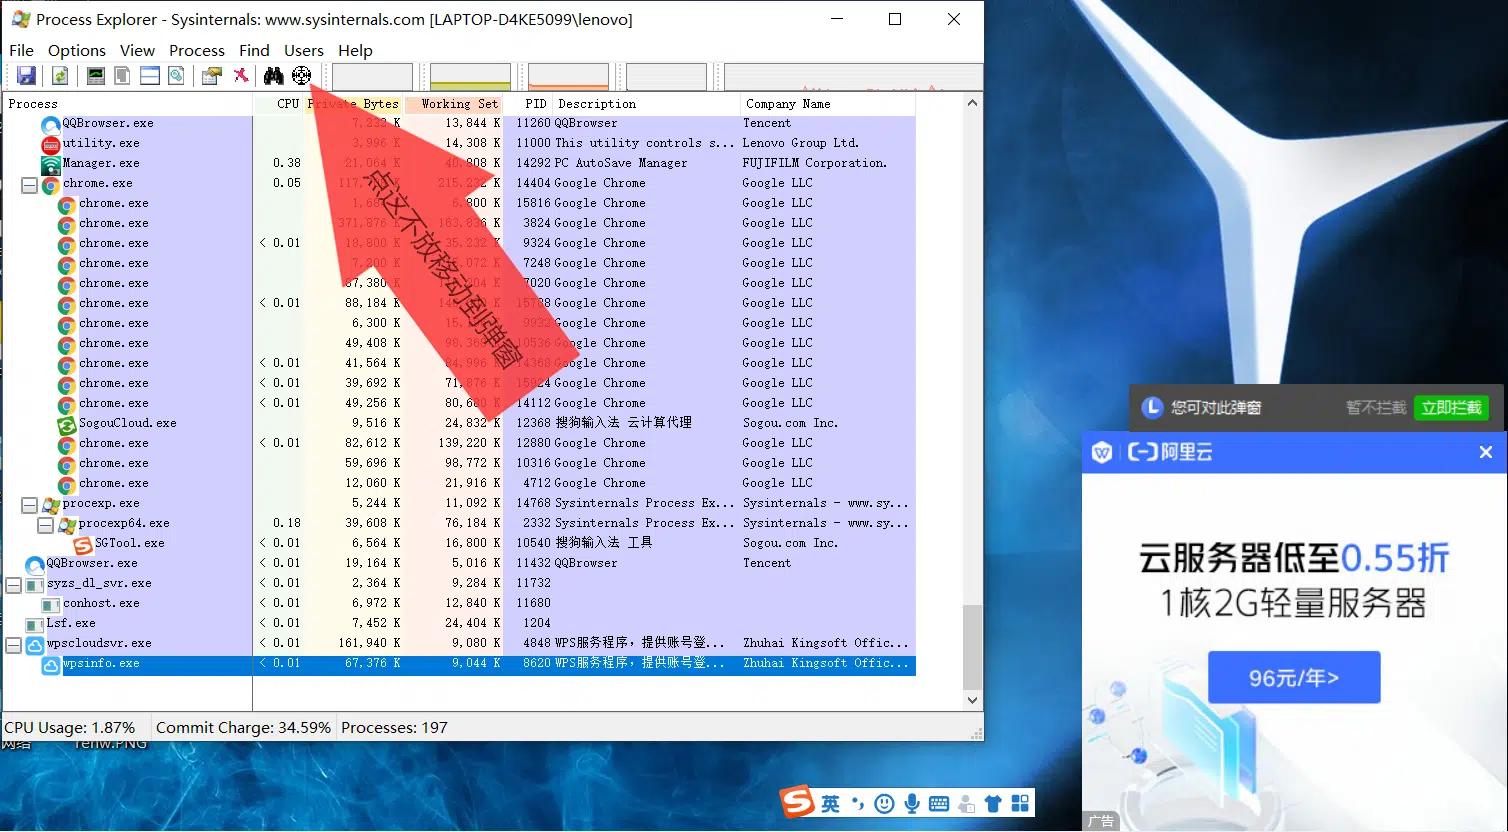 Process Explorer - Sysinternals: www.sysinternals.com [LAPTOP-D4KE5099\lenovo]
File Options View Process Find Users Help
Process CPU Private Bytes Working Set PID Description Company Name
QQBrowser.exe 7,232 K 13,844 K 11260 QQBrowser Tencent
utility.exe 3,996 K 14,308 K 11000 This utility controls s... Lenovo Group Ltd.
Manager.exe 0.38 21,064 K 40,808 K 14292 PC AutoSave Manager FUJIFILM Corporation.
chrome.exe 0.05 215,232 K 14404 Google Chrome Google LLC
chrome.exe 15816 Google Chrome Google LLC
chrome.exe 371,876 K 163,836 K 3824 Google Chrome Google LLC
chrome.exe < 0.01 18,800 K 35,232 K 9324 Google Chrome Google LLC
chrome.exe 7,200 K 7248 Google Chrome Google LLC
chrome.exe 87,380 7020 Google Chrome Google LLC
chrome.exe < 0.01 88,184 K 15788 Google Chrome Google LLC
chrome.exe 6,300 K 9932 Google Chrome Google LLC
chrome.exe 49,408 K 98,368 10536 Google Chrome Google LLC
chrome.exe < 0.01 41,564 K 84,996 K 14368 Google Chrome Google LLC
chrome.exe < 0.01 39,692 K 71,876 K 15924 Google Chrome Google LLC
chrome.exe < 0.01 49,256 K 80,680 K 14112 Google Chrome Google LLC
SogouCloud.exe 9,516 K 24,832 K 12368 搜狗输入法 云计算代理 Sogou.com Inc.
chrome.exe < 0.01 82,612 K 139,220 K 12880 Google Chrome Google LLC
chrome.exe 59,696 K 98,772 K 10316 Google Chrome Google LLC
chrome.exe 12,060 K 21,916 K 4712 Google Chrome Google LLC
procexp.exe 5,244 K 11,092 K 14768 Sysinternals Process Ex... Sysinternals - www.sy...
procexp64.exe 0.18 39,608 K 76,184 K 2332 Sysinternals Process Ex... Sysinternals - www.sy...
SGTool.exe < 0.01 6,564 K 16,800 K 10540 搜狗输入法 工具 Sogou.com Inc.
QQBrowser.exe < 0.01 19,164 K 5,016 K 11432 QQBrowser Tencent
syzs_dl_svr.exe < 0.01 2,364 K 9,284 K 11732
conhost.exe < 0.01 6,972 K 12,840 K 11680
Lsf.exe < 0.01 7,452 K 24,404 K 1204
wpscloudsvr.exe < 0.01 161,940 K 9,080 K 4848 WPS服务程序，提供账号登... Zhuhai Kingsoft Offic...
wpsinfo.exe < 0.01 67,376 K 9,044 K 8620 WPS服务程序，提供账号登... Zhuhai Kingsoft Offic...
点这不放移动到弹窗
CPU Usage: 1.87% Commit Charge: 34.59% Processes: 197
网络 renw.PNG
您可对此弹窗 暂不拦截 立即拦截
阿里云
云服务器低至0.55折
1核2G轻量服务器
96元/年>
广告
英